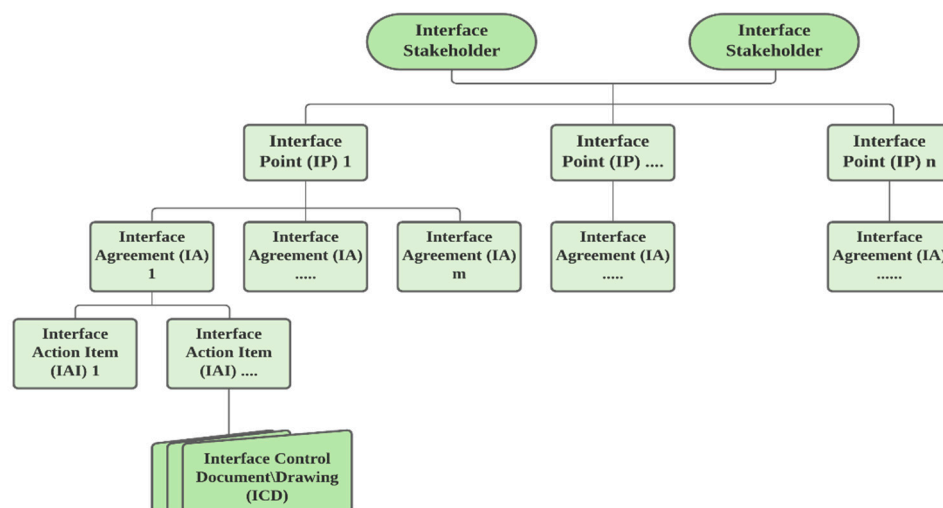 Interface
Stakeholder
Interface
Stakeholder
Interface
Point (IP) 1
Interface
Point (IP) ....
Interface
Point (IP) n
Interface
Agreement (IA)
1
Interface
Agreement (IA)
.....
Interface
Agreement (IA)
m
Interface
Agreement (IA)
.....
Interface
Agreement (IA)
......
Interface
Action Item
(IAI) 1
Interface
Action Item
(IAI) ....
Interface Control
Document\Drawing
(ICD)